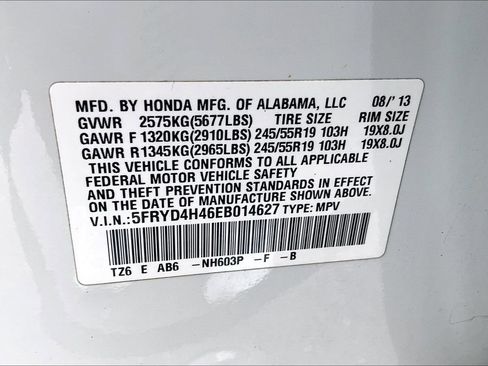 MFD. BY HONDA MFG. OF ALABAMA, LLC 08/'13
GVWR 2575KG(5677LBS) TIRE SIZE RIM SIZE
GAWR F 1320KG(2910LBS) 245/55R19 103H 19X8.0J
GAWR R1345KG(2965LBS) 245/55R19 103H 19X8.0J
THIS VEHICLE CONFORMS TO ALL APPLICABLE
FEDERAL MOTOR VEHICLE SAFETY
AND THEFT PREVENTION STANDARDS IN EFFECT
ON THE DATE OF MANUFACTURE SHOWN ABOVE.
V.I.N.:5FRYD4H46EB014627 TYPE: MPV
TZ6 E AB6 -NH603P -F -B